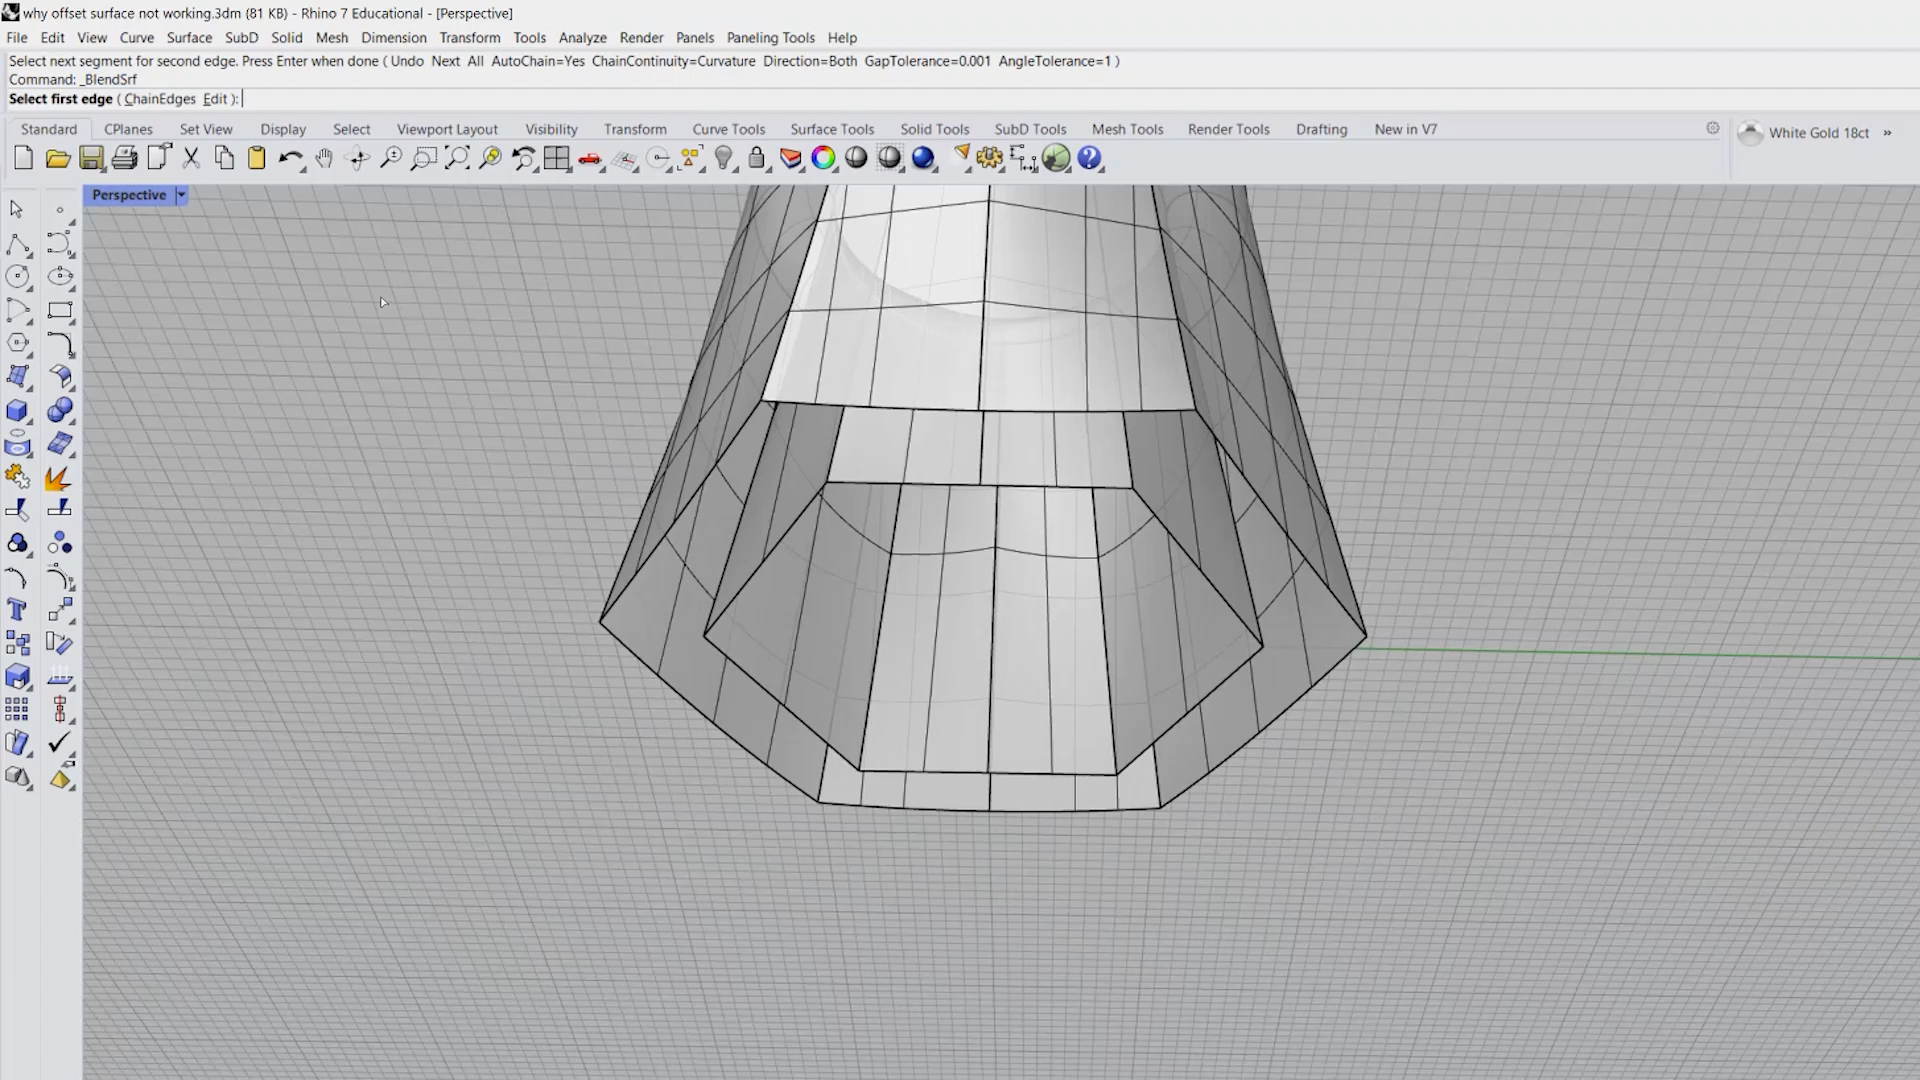 why offset surface not working.3dm (81 KB) - Rhino 7 Educational - [Perspective]
File Edit View Curve Surface SubD Solid Mesh Dimension Transform Tools Analyze Render Panels Paneling Tools Help
Select next segment for second edge. Press Enter when done ( Undo Next All AutoChain=Yes ChainContinuity=Curvature Direction=Both GapTolerance=0.001 AngleTolerance=1 )
Command: _BlendSrf
Select first edge ( ChainEdges Edit ):
Standard CPlanes Set View Display Select Viewport Layout Visibility Transform Curve Tools Surface Tools Solid Tools SubD Tools Mesh Tools Render Tools Drafting New in V7
White Gold 18ct »
Perspective